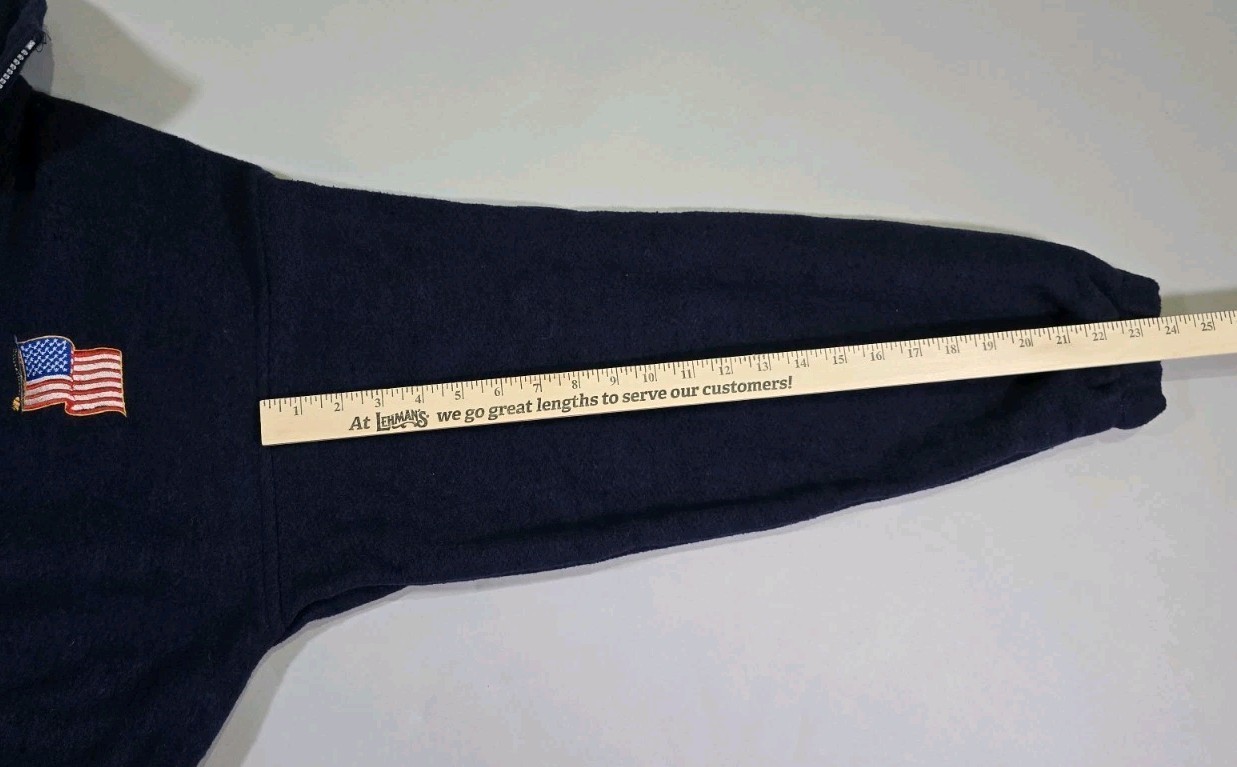 1 2 3 4 5 6 7 8 9 10 11 12 13 14 15 16 17 18 19 20 21 22 23 24 25
At LEHMAN'S we go great lengths to serve our customers!